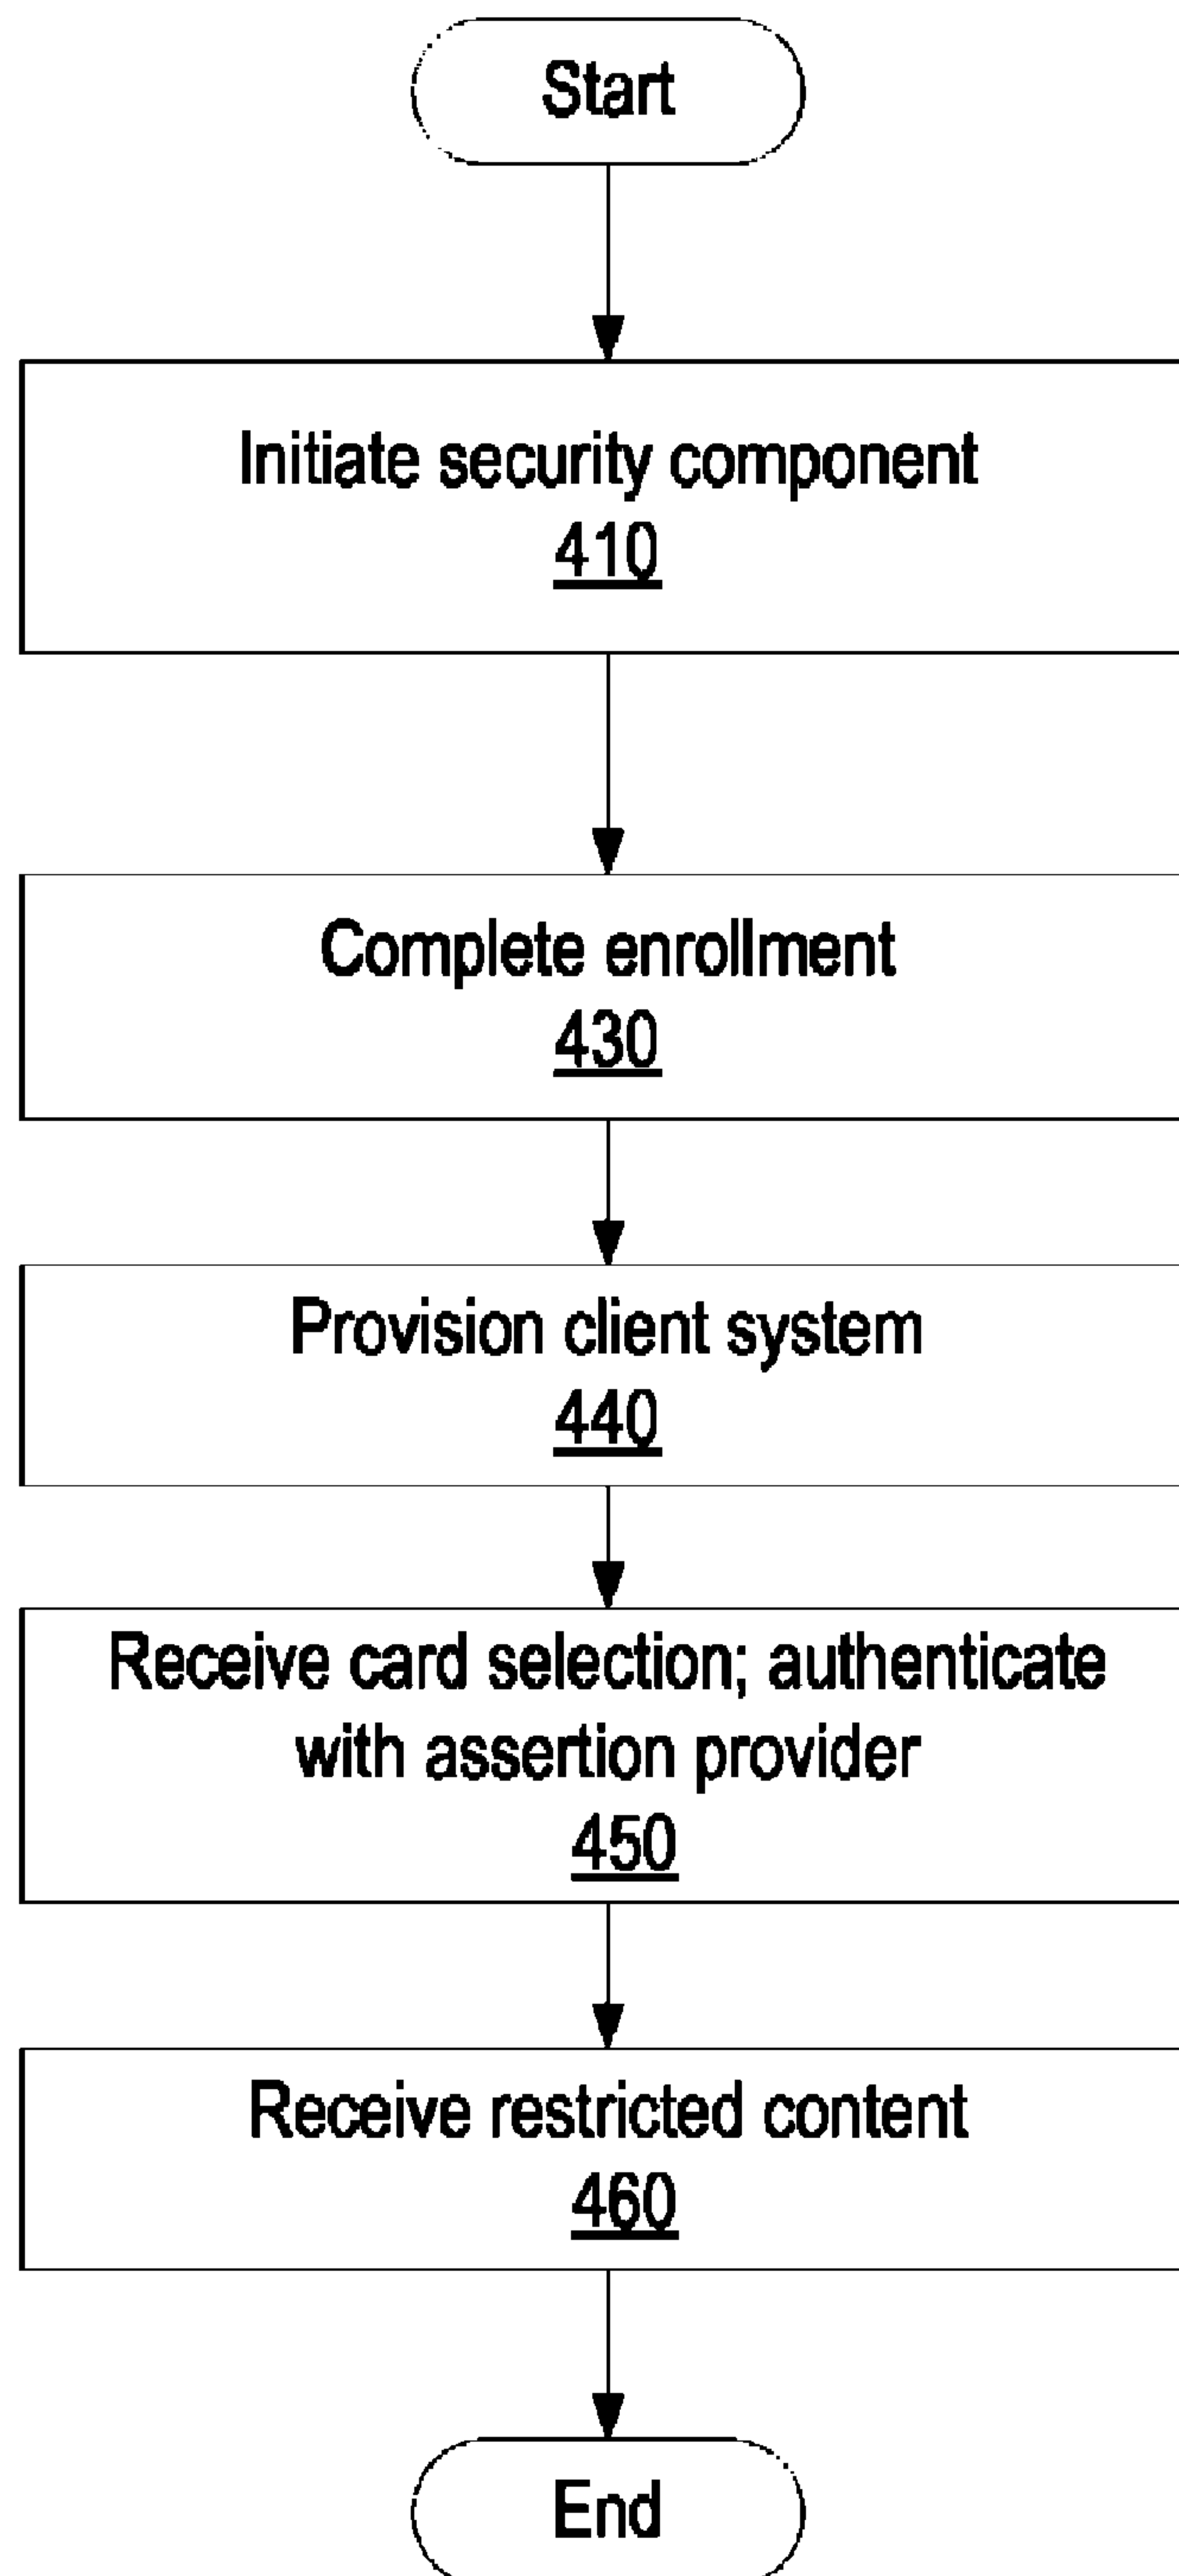 Start
Initiate security component
410
Complete enrollment
430
Provision client system
440
Receive card selection; authenticate
with assertion provider
450
Receive restricted content
460
End